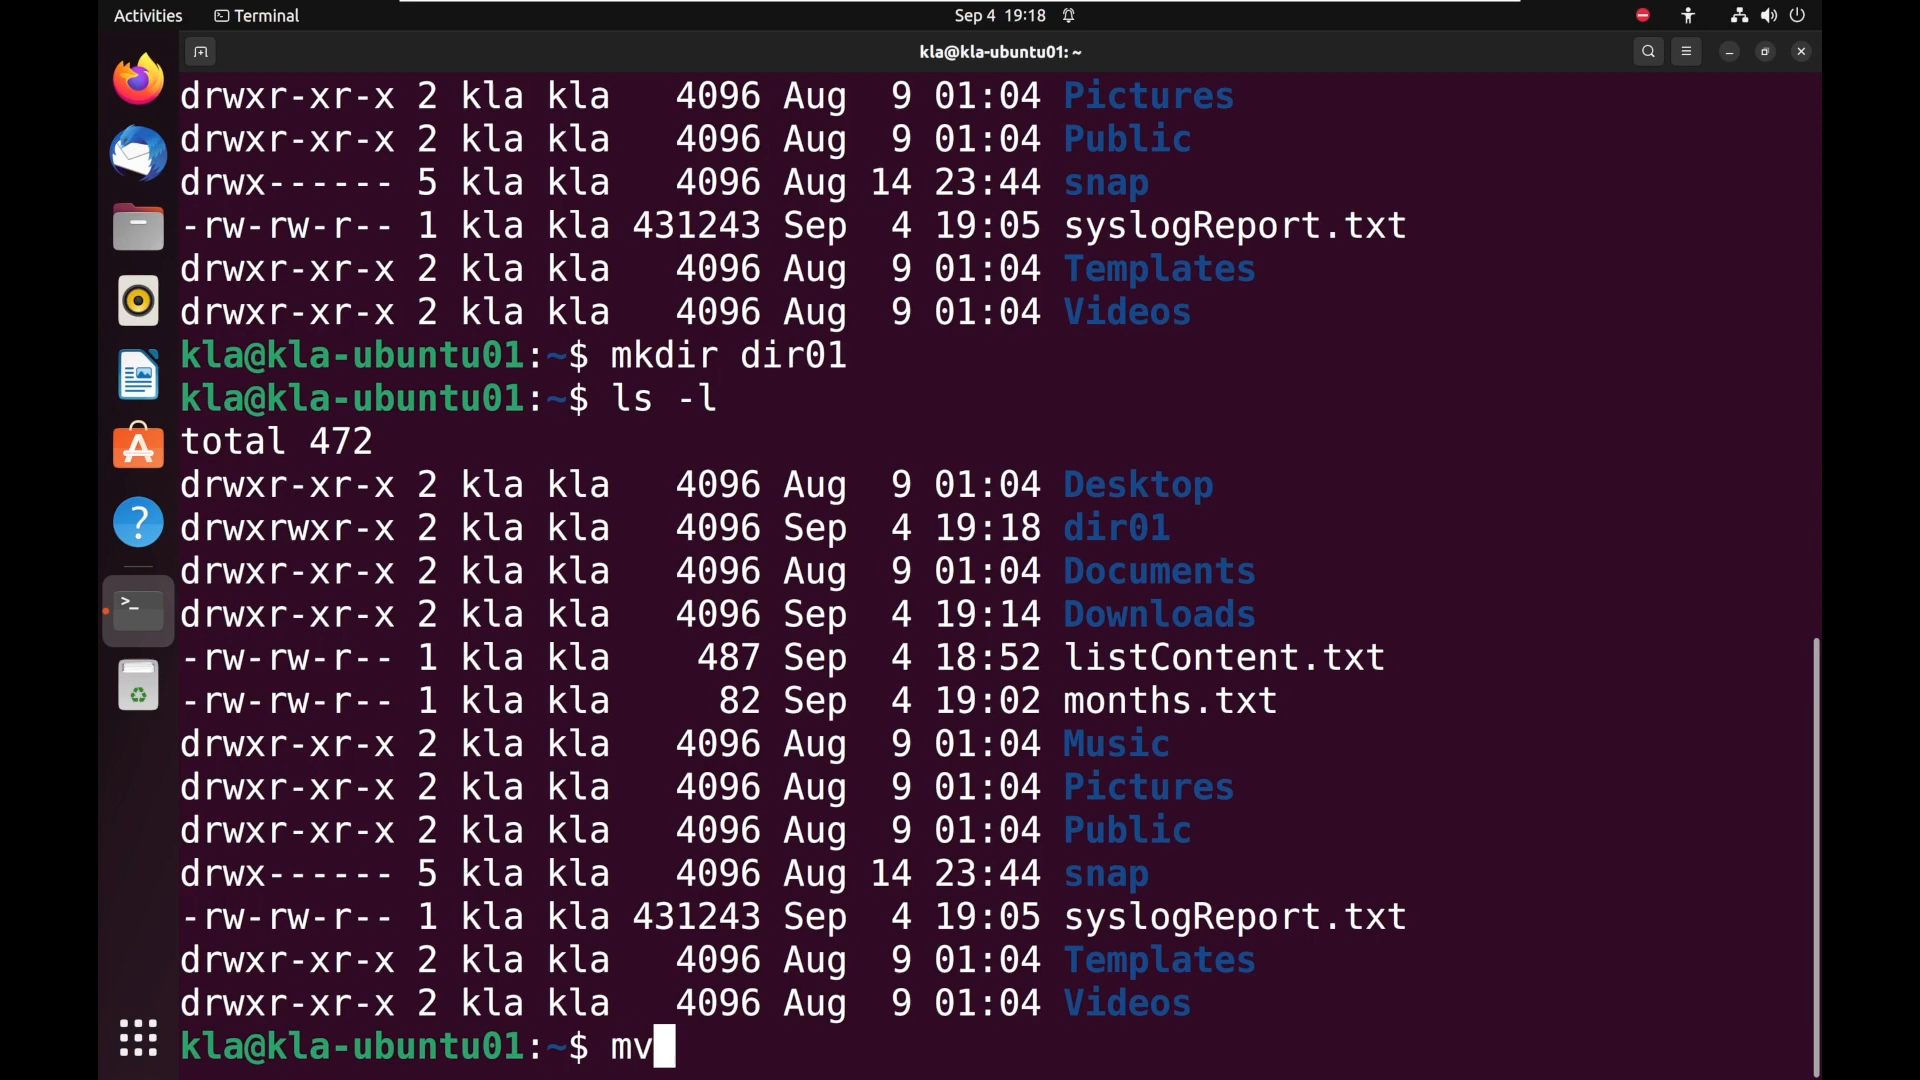 Activities Terminal Sep 4 19:18
kla@kla-ubuntu01: ~
drwxr-xr-x 2 kla kla   4096 Aug  9 01:04 Pictures
drwxr-xr-x 2 kla kla   4096 Aug  9 01:04 Public
drwx------ 5 kla kla   4096 Aug 14 23:44 snap
-rw-rw-r-- 1 kla kla 431243 Sep  4 19:05 syslogReport.txt
drwxr-xr-x 2 kla kla   4096 Aug  9 01:04 Templates
drwxr-xr-x 2 kla kla   4096 Aug  9 01:04 Videos
kla@kla-ubuntu01:~$ mkdir dir01
kla@kla-ubuntu01:~$ ls -l
total 472
drwxr-xr-x 2 kla kla   4096 Aug  9 01:04 Desktop
drwxrwxr-x 2 kla kla   4096 Sep  4 19:18 dir01
drwxr-xr-x 2 kla kla   4096 Aug  9 01:04 Documents
drwxr-xr-x 2 kla kla   4096 Sep  4 19:14 Downloads
-rw-rw-r-- 1 kla kla    487 Sep  4 18:52 listContent.txt
-rw-rw-r-- 1 kla kla     82 Sep  4 19:02 months.txt
drwxr-xr-x 2 kla kla   4096 Aug  9 01:04 Music
drwxr-xr-x 2 kla kla   4096 Aug  9 01:04 Pictures
drwxr-xr-x 2 kla kla   4096 Aug  9 01:04 Public
drwx------ 5 kla kla   4096 Aug 14 23:44 snap
-rw-rw-r-- 1 kla kla 431243 Sep  4 19:05 syslogReport.txt
drwxr-xr-x 2 kla kla   4096 Aug  9 01:04 Templates
drwxr-xr-x 2 kla kla   4096 Aug  9 01:04 Videos
kla@kla-ubuntu01:~$ mv